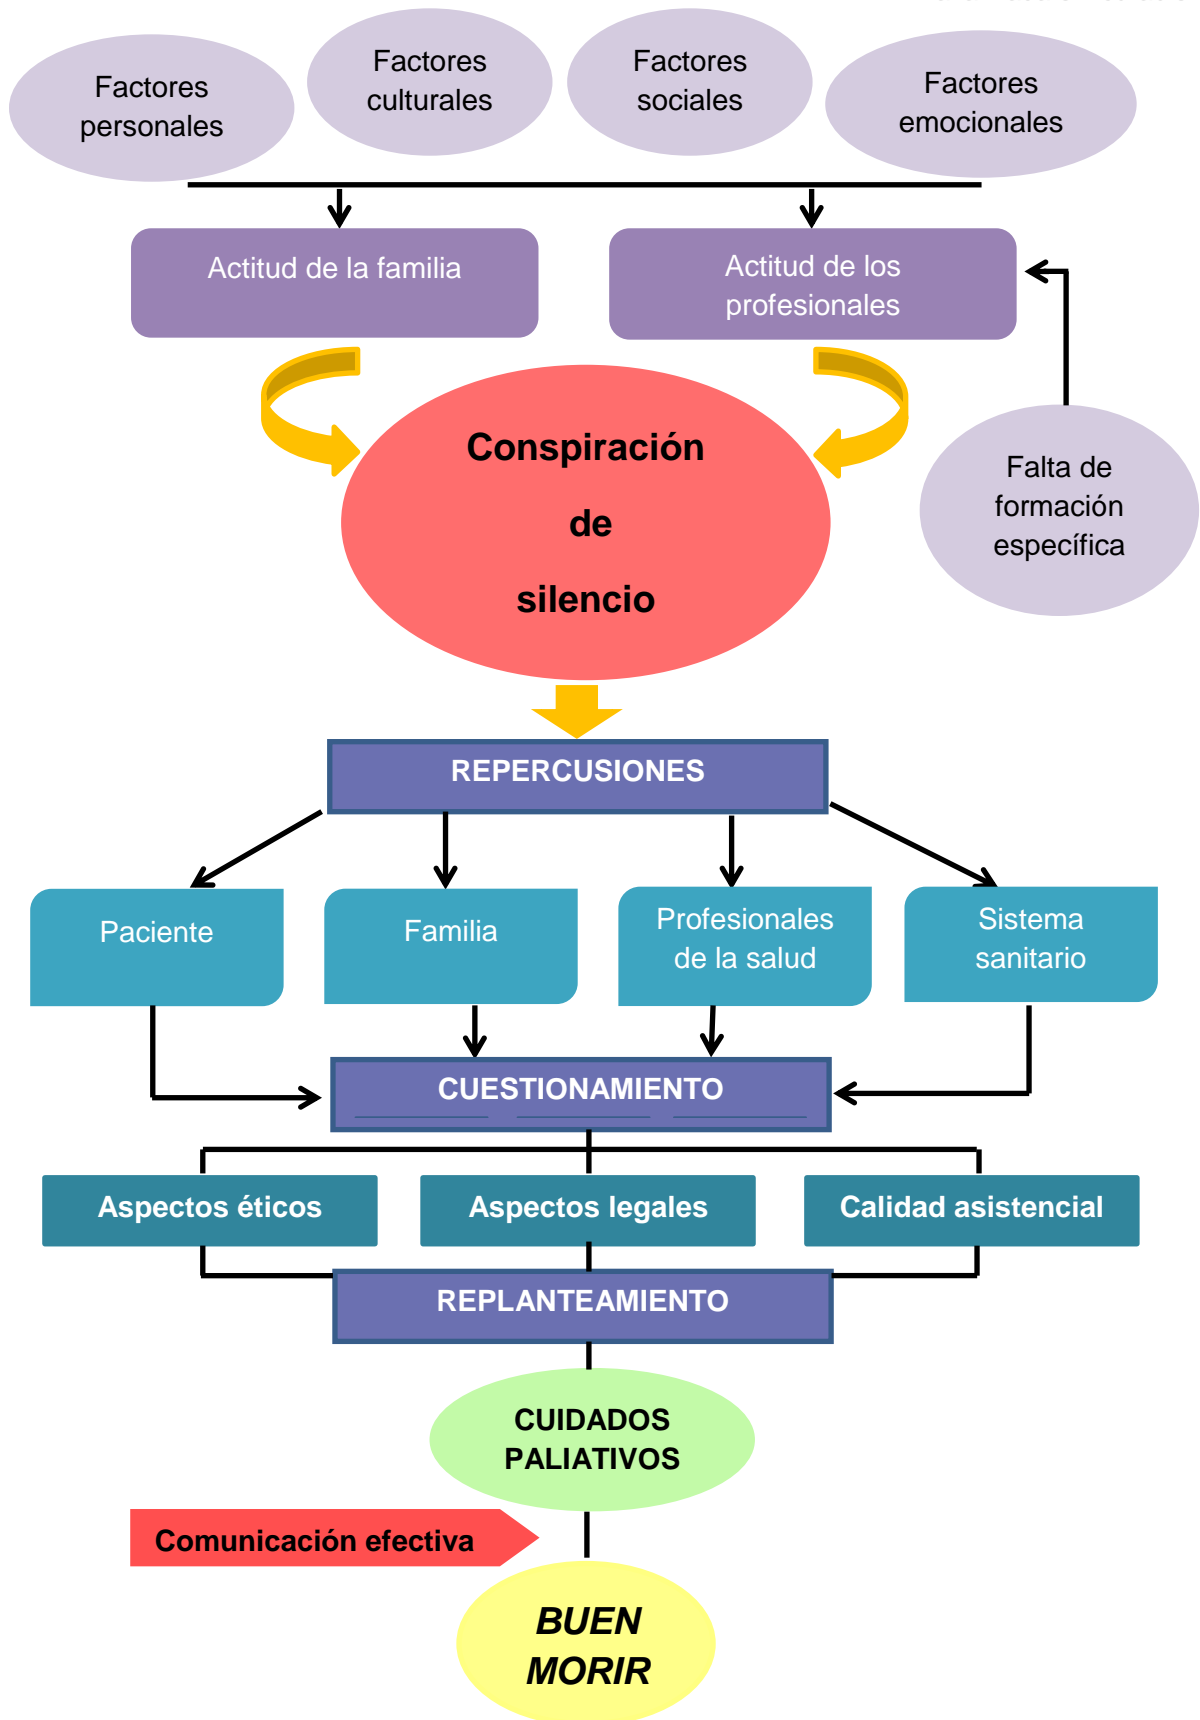 Factores
personales
Factores
culturales
Factores
sociales
Factores
emocionales
Actitud de la familia
Actitud de los
profesionales
Conspiración
de
silencio
Falta de
formación
específica
REPERCUSIONES
Paciente
Familia
Profesionales
de la salud
Sistema
sanitario
CUESTIONAMIENTO
Aspectos éticos
Aspectos legales
Calidad asistencial
REPLANTEAMIENTO
CUIDADOS
PALIATIVOS
Comunicación efectiva
BUEN
MORIR